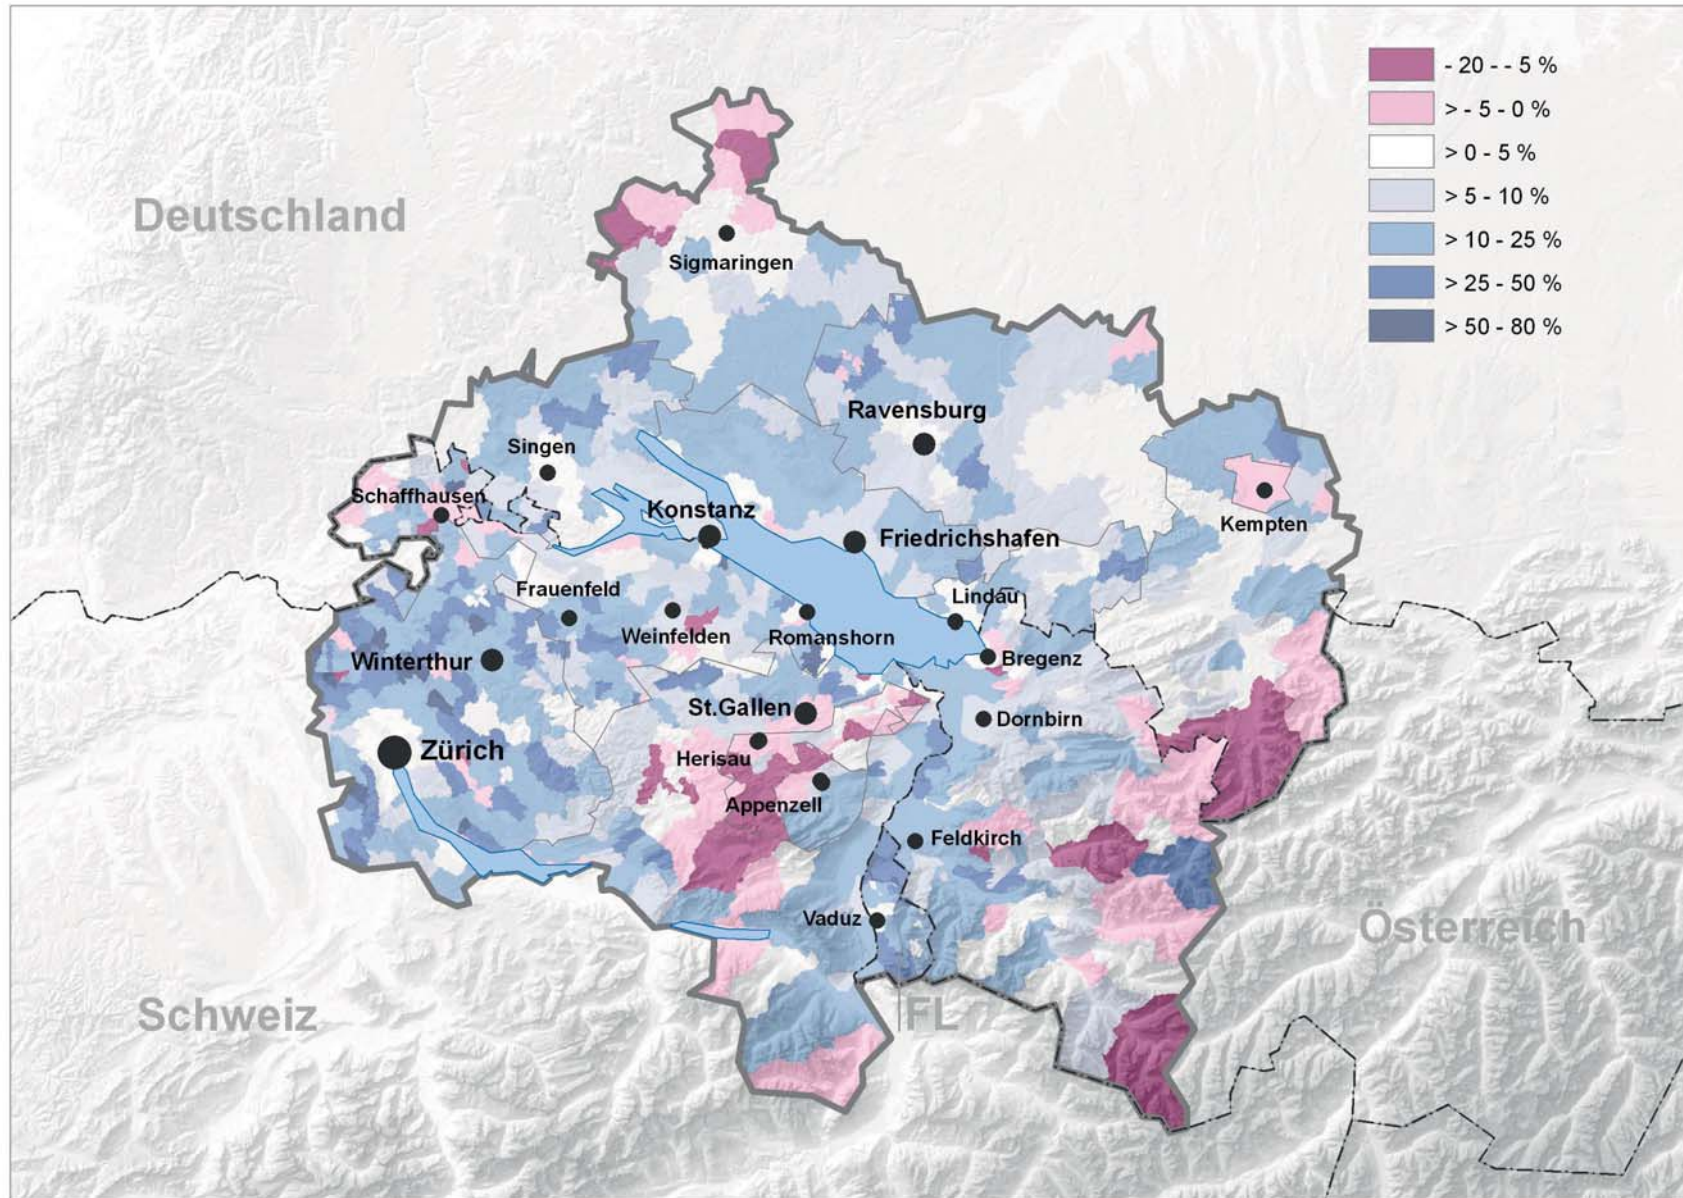 - 20 - - 5 %
> - 5 - 0 %
> 0 - 5 %
> 5 - 10 %
> 10 - 25 %
> 25 - 50 %
> 50 - 80 %
Deutschland
Sigmaringen
Ravensburg
Singen
Schaffhausen
Konstanz
Kempten
Friedrichshafen
Frauenfeld
Lindau
Weinfelden
Romanshorn
Winterthur
Bregenz
St.Gallen
Dornbirn
Zürich
Herisau
Appenzell
Feldkirch
Vaduz
Österreich
Schweiz
FL